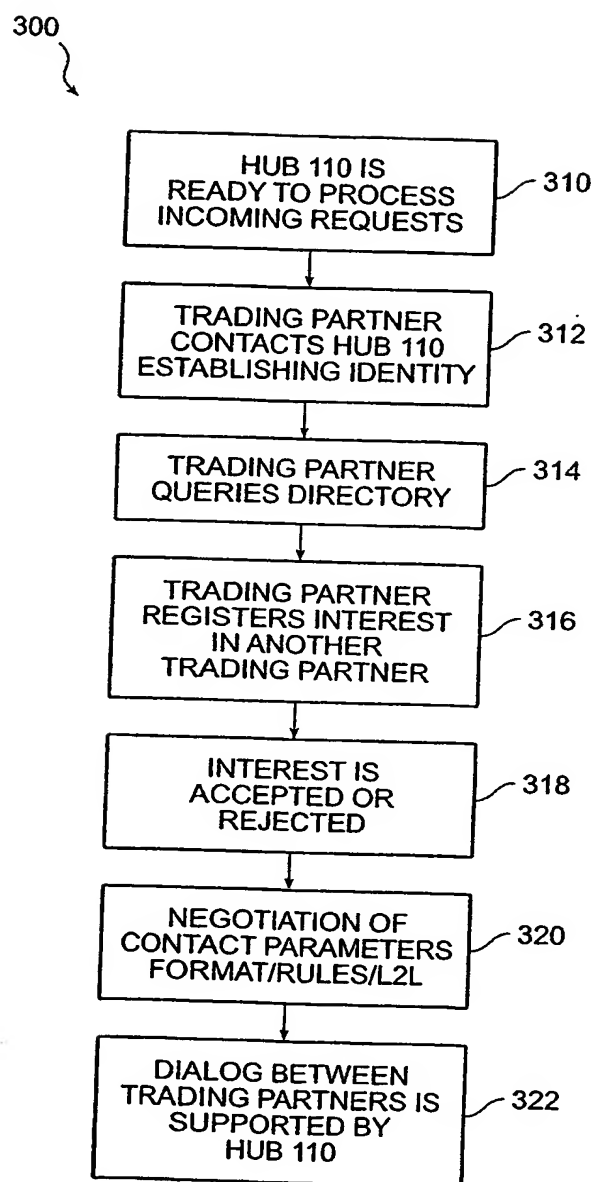 300
HUB 110 IS
READY TO PROCESS
INCOMING REQUESTS
310
TRADING PARTNER
CONTACTS HUB 110
ESTABLISHING IDENTITY
312
TRADING PARTNER
QUERIES DIRECTORY
314
TRADING PARTNER
REGISTERS INTEREST
IN ANOTHER
TRADING PARTNER
316
INTEREST IS
ACCEPTED OR
REJECTED
318
NEGOTIATION OF
CONTACT PARAMETERS
FORMAT/RULES/L2L
320
DIALOG BETWEEN
TRADING PARTNERS IS
SUPPORTED BY
HUB 110
322